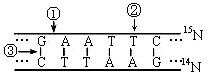 ① ②
··· G A A T T C ··· ¹⁵N
③
··· C T T A A G ··· ¹⁴N